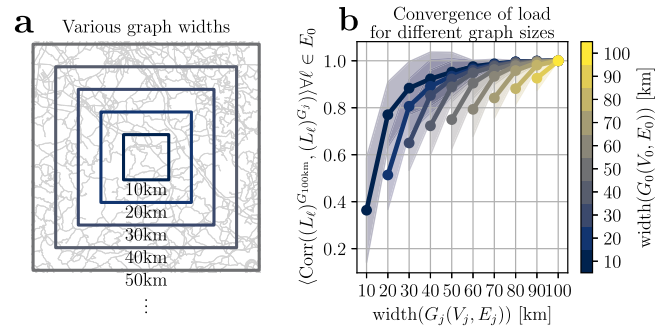 a
Various graph widths
10km
20km
30km
40km
50km
⋮
b
Convergence of load
for different graph sizes
⟨Corr((L_ℓ)^{G_{100km}}, (L_ℓ)^{G_j})⟩∀ℓ ∈ E_0
1.0
0.8
0.6
0.4
0.2
10 20 30 40 50 60 70 80 90 100
width(G_j(V_j, E_j)) [km]
100
90
80
70
60
50
40
30
20
10
width(G_0(V_0, E_0)) [km]